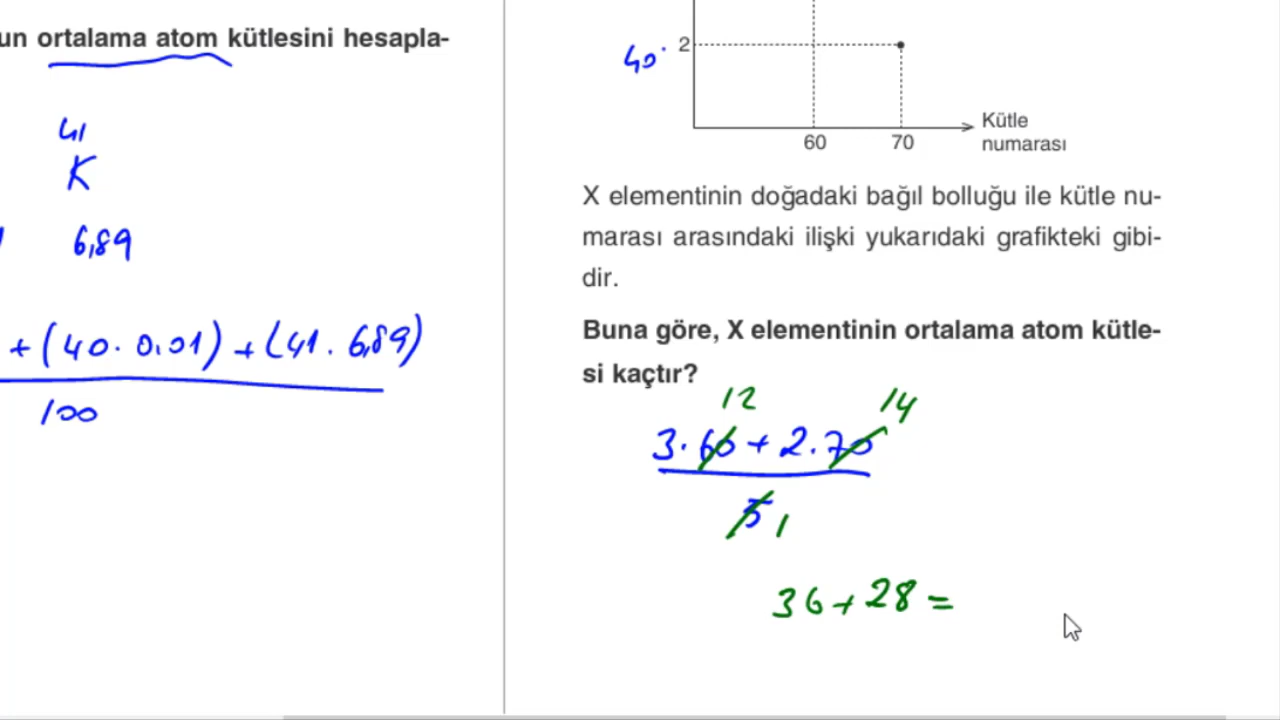 un ortalama atom kütlesini hesapla-
41
K
6,89
+ (40. 0,01) + (41. 6,89)
100
40. 2
60 70
Kütle
numarası
X elementinin doğadaki bağıl bolluğu ile kütle nu-
marası arasındaki ilişki yukarıdaki grafikteki gibi-
dir.
Buna göre, X elementinin ortalama atom kütle-
si kaçtır?
12 14
3. 60 + 2. 70
5 1
36 + 28 =